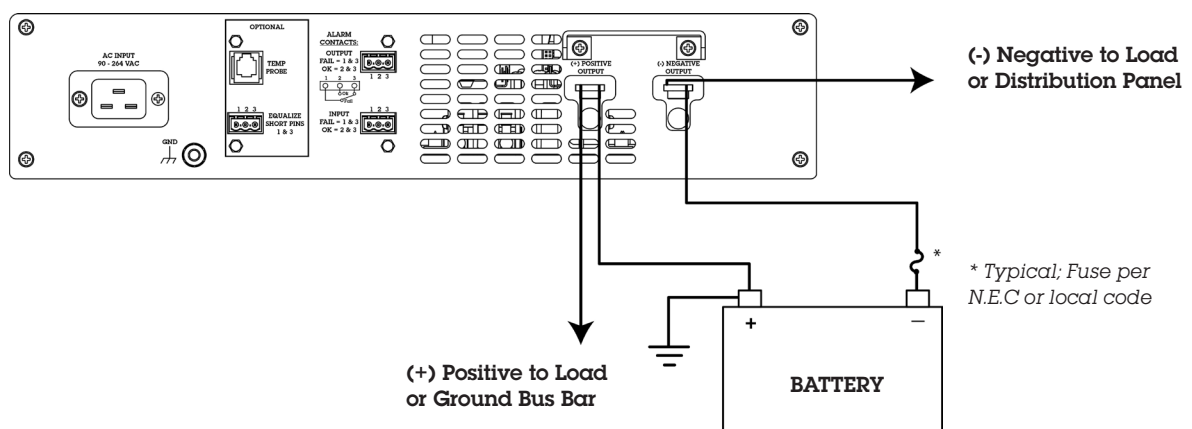 AC INPUT
90 - 264 VAC
GND
OPTIONAL
TEMP
PROBE
1 2 3
EQUALIZE
SHORT PINS
1 & 3
ALARM
CONTACTS:
OUTPUT
FAIL = 1 & 3
OK = 2 & 3
1 2 3
1 2 3
OK
Fail
INPUT
FAIL = 1 & 3
OK = 2 & 3
1 2 3
(+) POSITIVE
OUTPUT
(-) NEGATIVE
OUTPUT
(-) Negative to Load
or Distribution Panel
*
* Typical; Fuse per
N.E.C or local code
(+) Positive to Load
or Ground Bus Bar
+
−
BATTERY